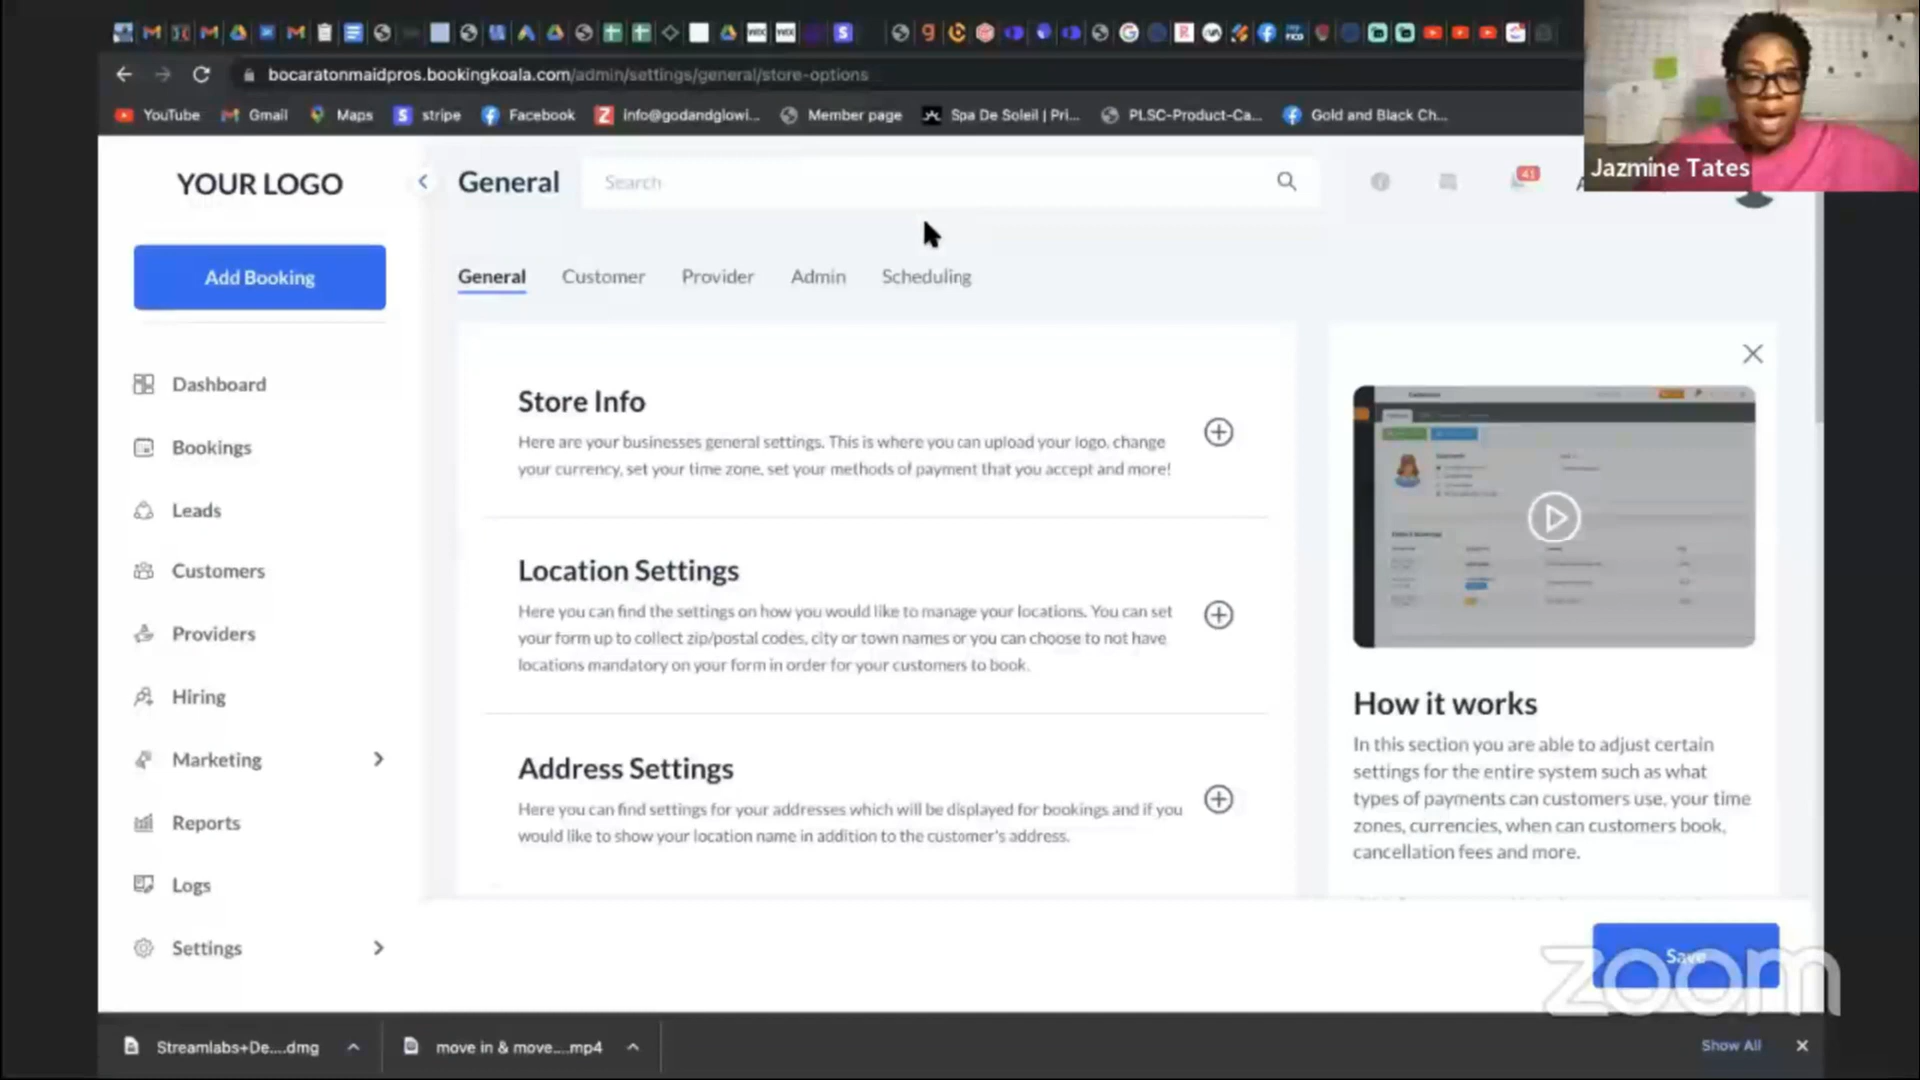 bocaratonmaidpros.bookingkoala.com/admin/settings/general/store-options
YouTube
Gmail
Maps
stripe
Facebook
info@godandglowi...
Member page
Spa De Soleil | Pri...
PLSC-Product-Ca...
Gold and Black Ch...
Jazmine Tates
YOUR LOGO
General
Search
41
Add Booking
General
Customer
Provider
Admin
Scheduling
Dashboard
Bookings
Leads
Customers
Providers
Hiring
Marketing
Reports
Logs
Settings
Store Info
Here are your businesses general settings. This is where you can upload your logo, change
your currency, set your time zone, set your methods of payment that you accept and more!
Location Settings
Here you can find the settings on how you would like to manage your locations. You can set
your form up to collect zip/postal codes, city or town names or you can choose to not have
locations mandatory on your form in order for your customers to book.
Address Settings
Here you can find settings for your addresses which will be displayed for bookings and if you
would like to show your location name in addition to the customer's address.
How it works
In this section you are able to adjust certain
settings for the entire system such as what
types of payments can customers use, your time
zones, currencies, when can customers book,
cancellation fees and more.
Save
zoom
Streamlabs+De....dmg
move in & move....mp4
Show All